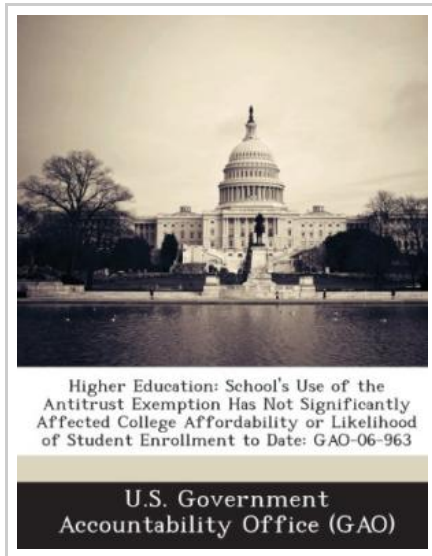 Higher Education: School's Use of the
Antitrust Exemption Has Not Significantly
Affected College Affordability or Likelihood
of Student Enrollment to Date: GAO-06-963
U.S. Government
Accountability Office (GAO)